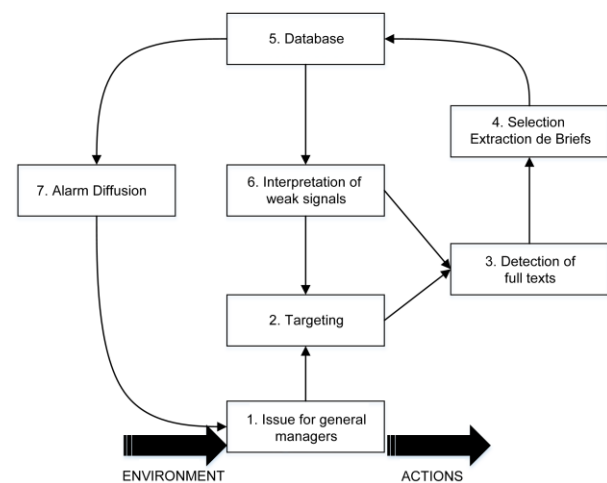 5. Database
4. Selection
Extraction de Briefs
7. Alarm Diffusion
6. Interpretation of
weak signals
3. Detection of
full texts
2. Targeting
1. Issue for general
managers
ENVIRONMENT
ACTIONS